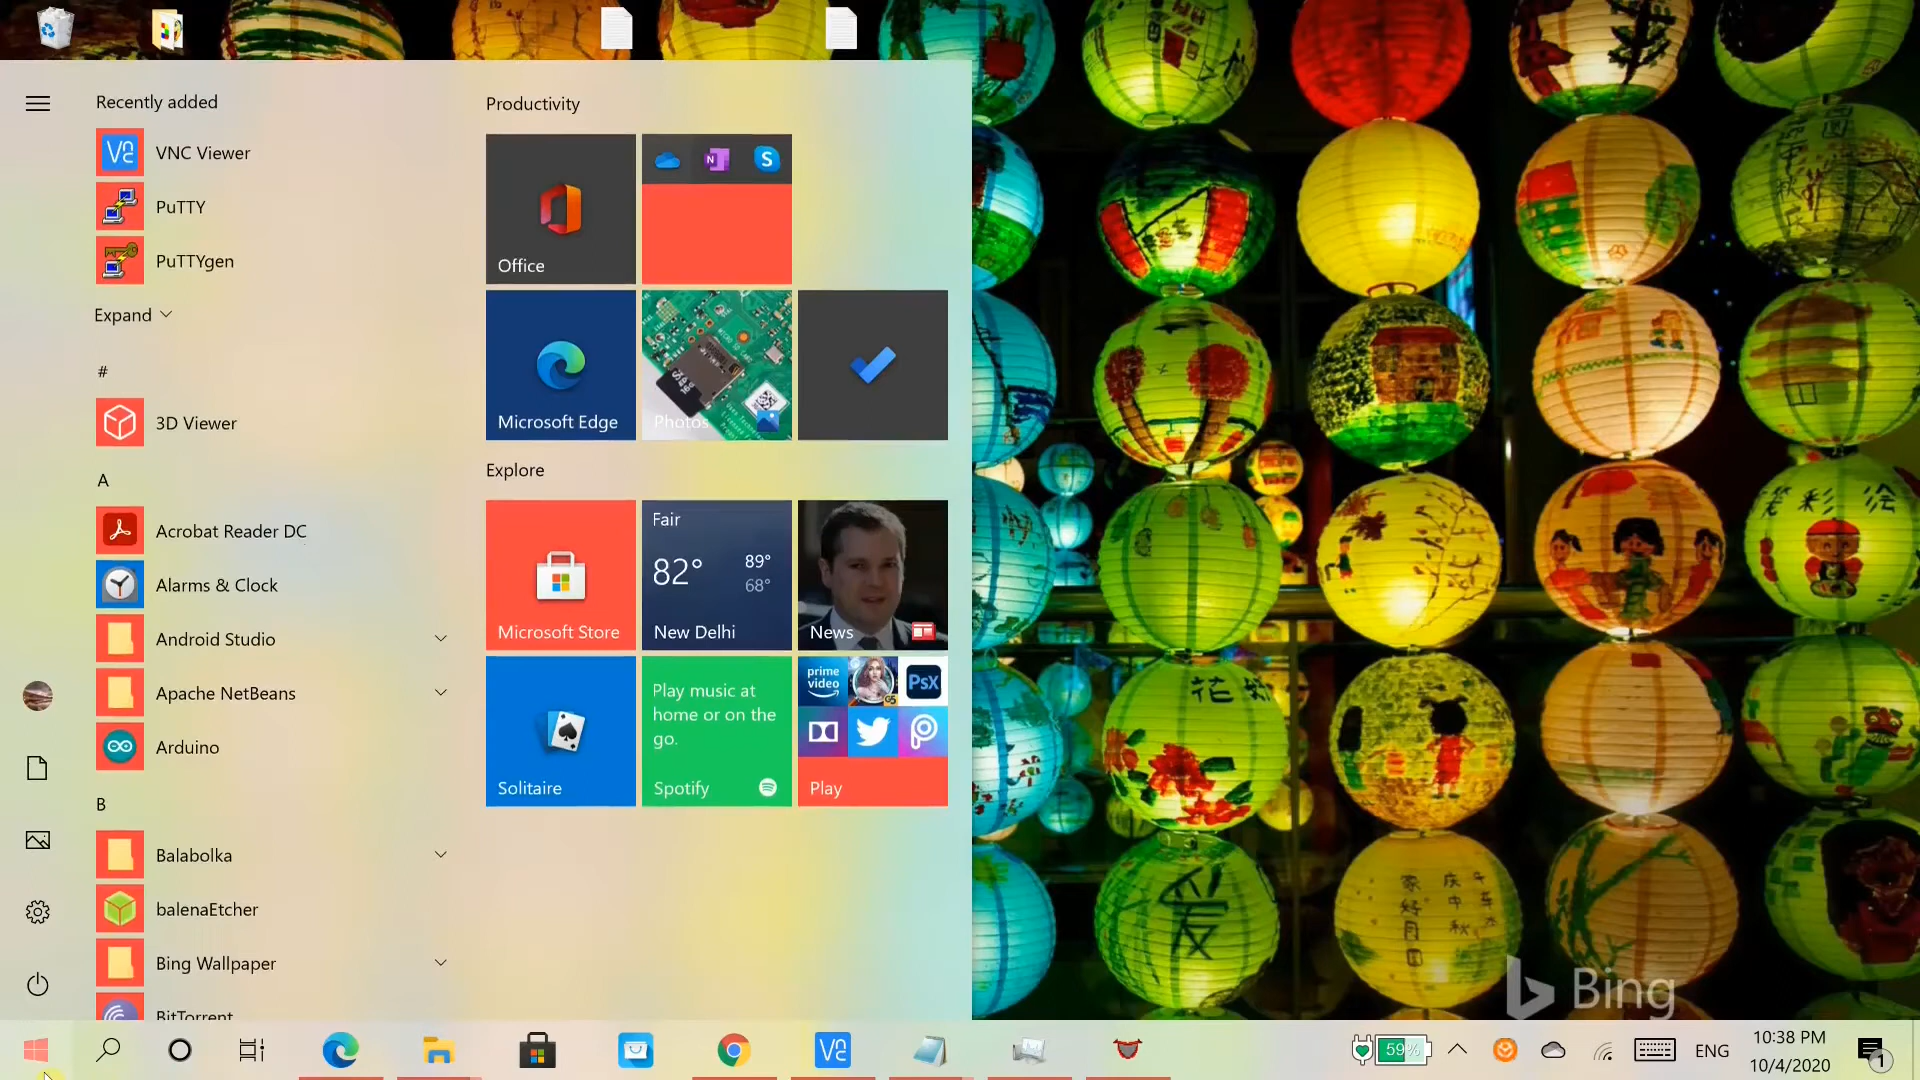 Recently added
VNC Viewer
PuTTY
PuTTYgen
Expand
#
3D Viewer
A
Acrobat Reader DC
Alarms & Clock
Android Studio
Apache NetBeans
Arduino
B
Balabolka
balenaEtcher
Bing Wallpaper
BitTorrent
Productivity
Office
Microsoft Edge
Photos
Explore
Microsoft Store
Fair
82°
89°
68°
New Delhi
News
Solitaire
Play music at
home or on the
go.
Spotify
prime
video
PsX
Play
花
愛
Bing
59%
ENG
10:38 PM
10/4/2020
1